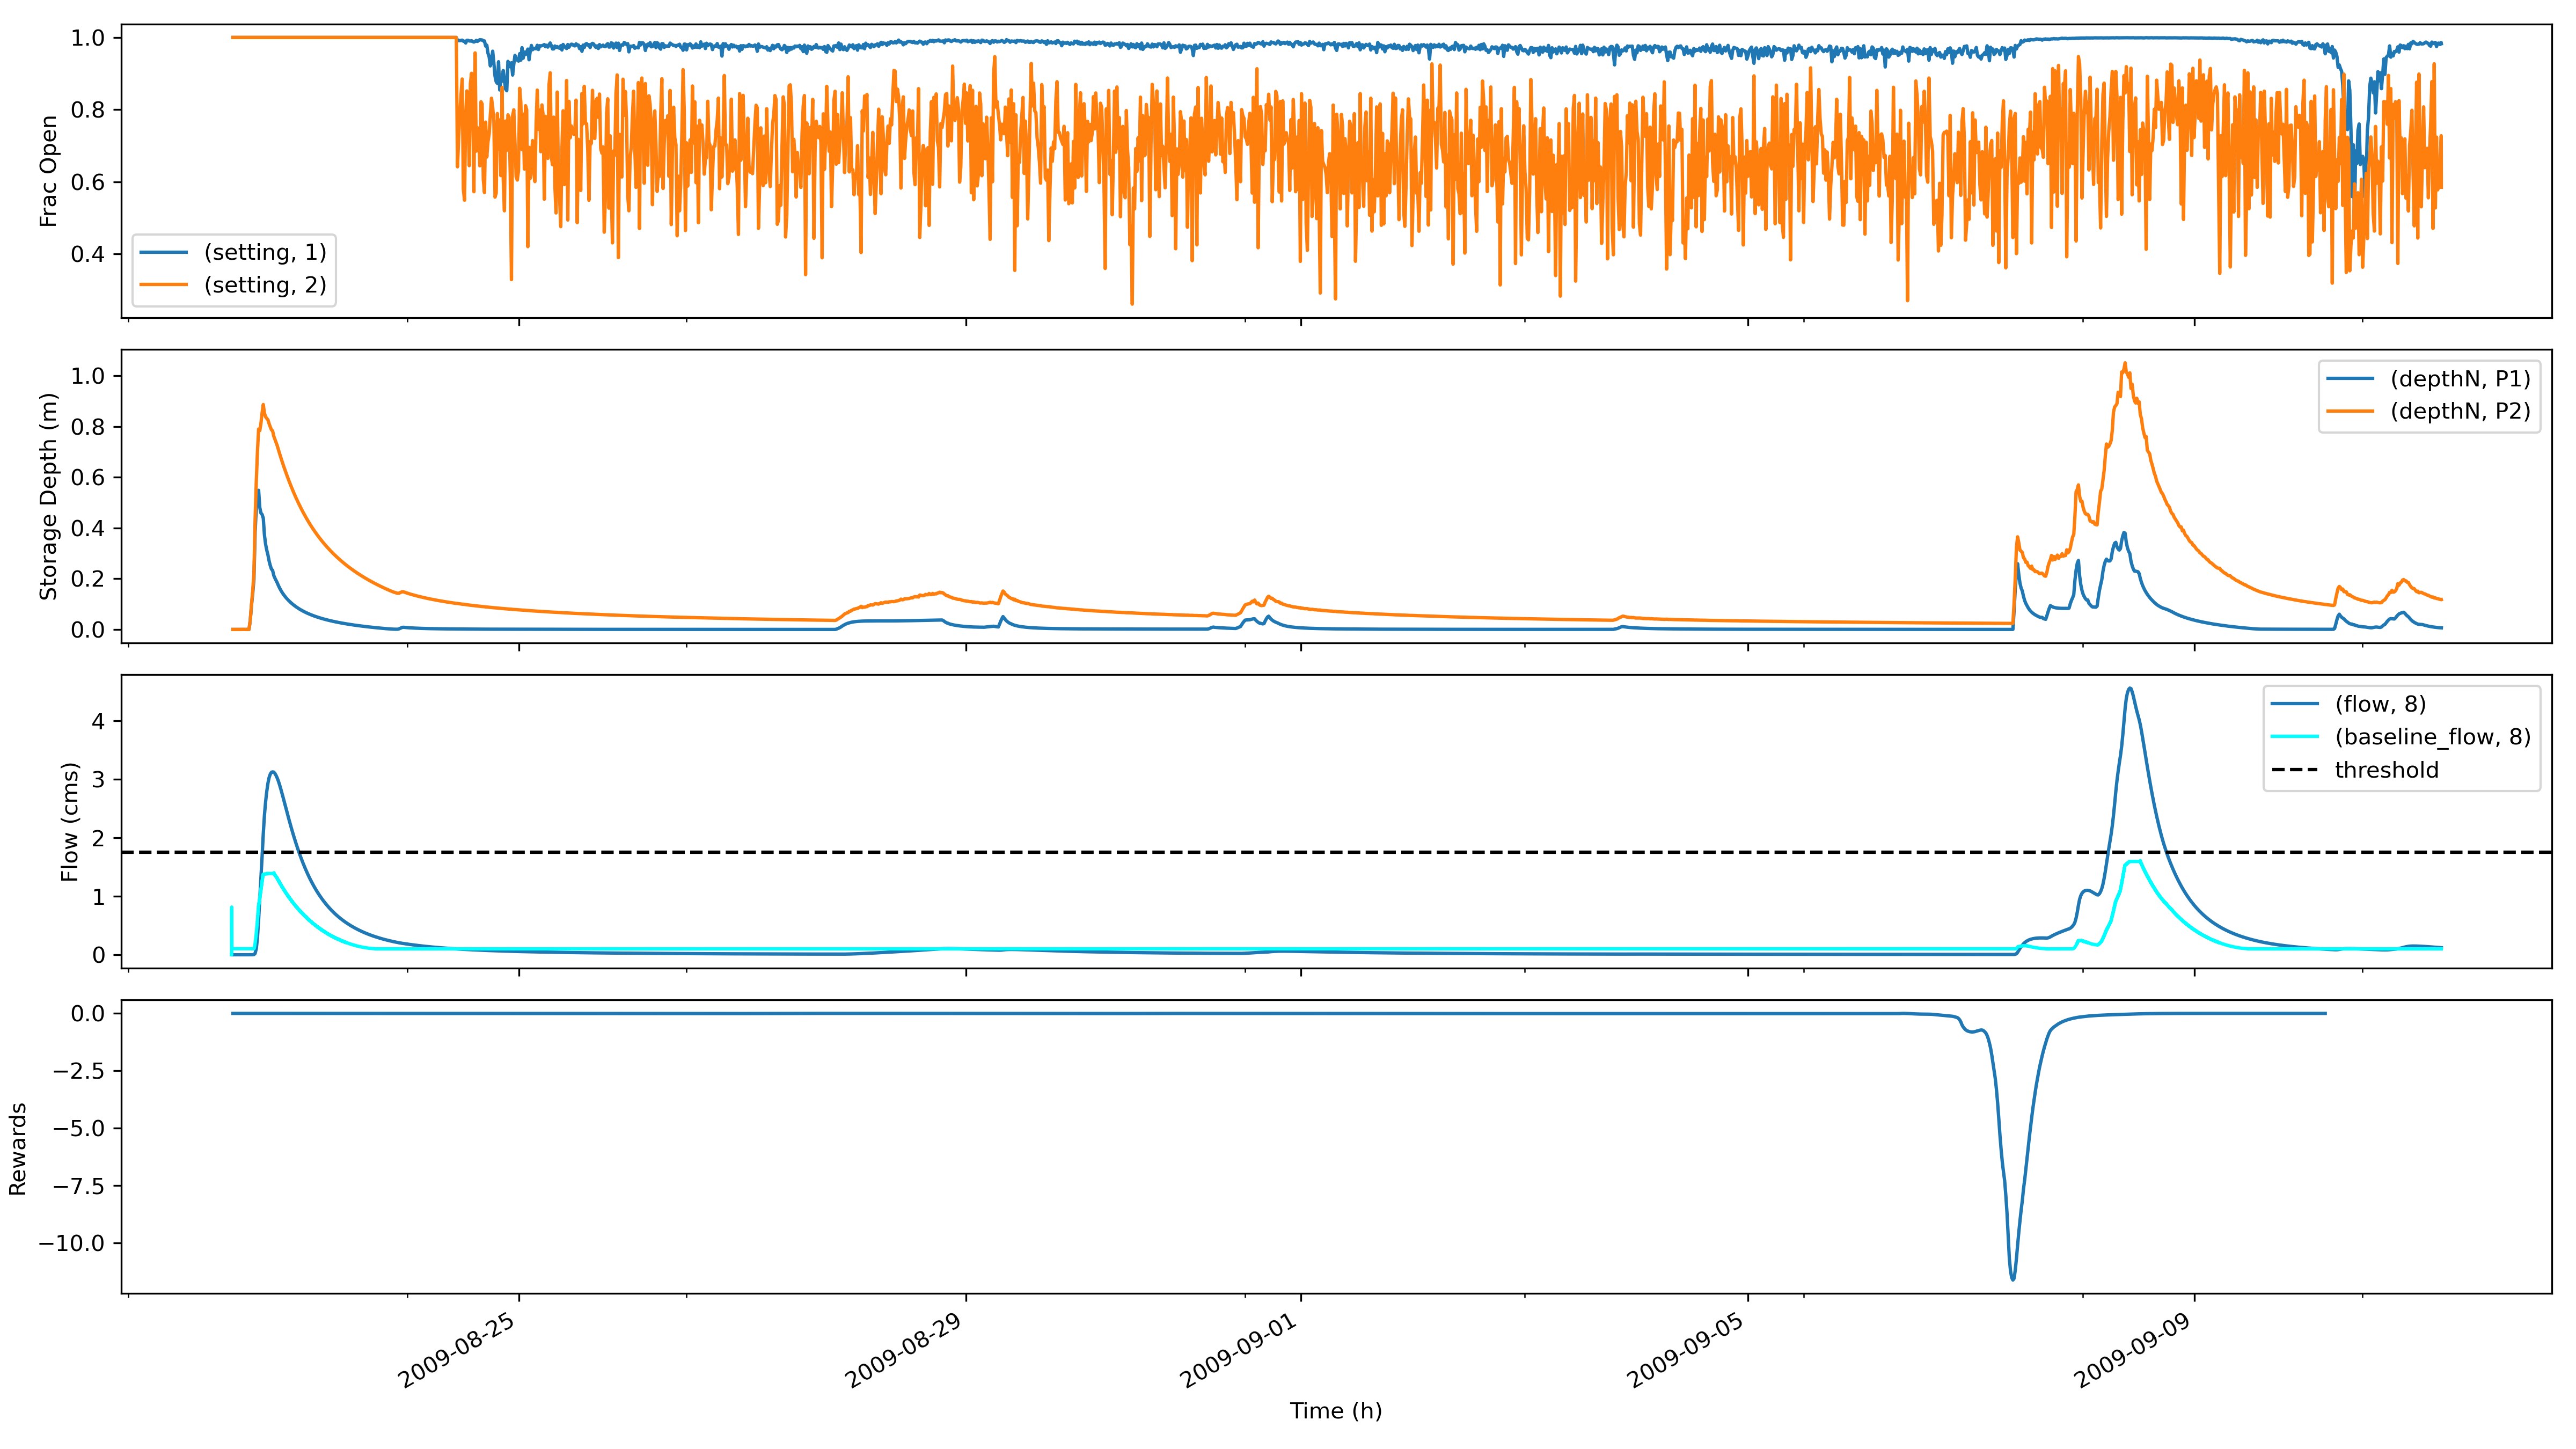 1.0
0.8
0.6
0.4
Frac Open
(setting, 1)
(setting, 2)
1.0
0.8
0.6
0.4
0.2
0.0
Storage Depth (m)
(depthN, P1)
(depthN, P2)
4
3
2
1
0
Flow (cms)
(flow, 8)
(baseline_flow, 8)
threshold
0.0
−2.5
−5.0
−7.5
−10.0
Rewards
2009-08-25
2009-08-29
2009-09-01
2009-09-05
2009-09-09
Time (h)